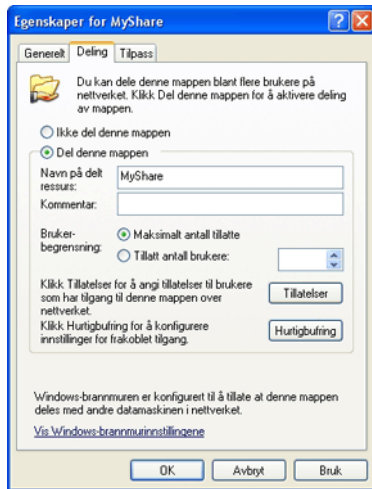 Egenskaper for MyShare
Generelt Deling Tilpass
Du kan dele denne mappen blant flere brukere på
nettverket. Klikk Del denne mappen for å aktivere deling
av mappen.
Ikke del denne mappen
Del denne mappen
Navn på delt
ressurs:
MyShare
Kommentar:
Bruker-
begrensning:
Maksimalt antall tillatte
Tillatt antall brukere:
Klikk Tillatelser for å angi tillatelser til brukere
som har tilgang til denne mappen over
nettverket.
Tillatelser
Klikk Hurtigbufring for å konfigurere
innstillinger for frakoblet tilgang.
Hurtigbufring
Windows-brannmuren er konfigurert til å tillate at denne mappen
deles med andre datamaskinen i nettverket.
Vis Windows-brannmurinnstillingene
OK Avbryt Bruk